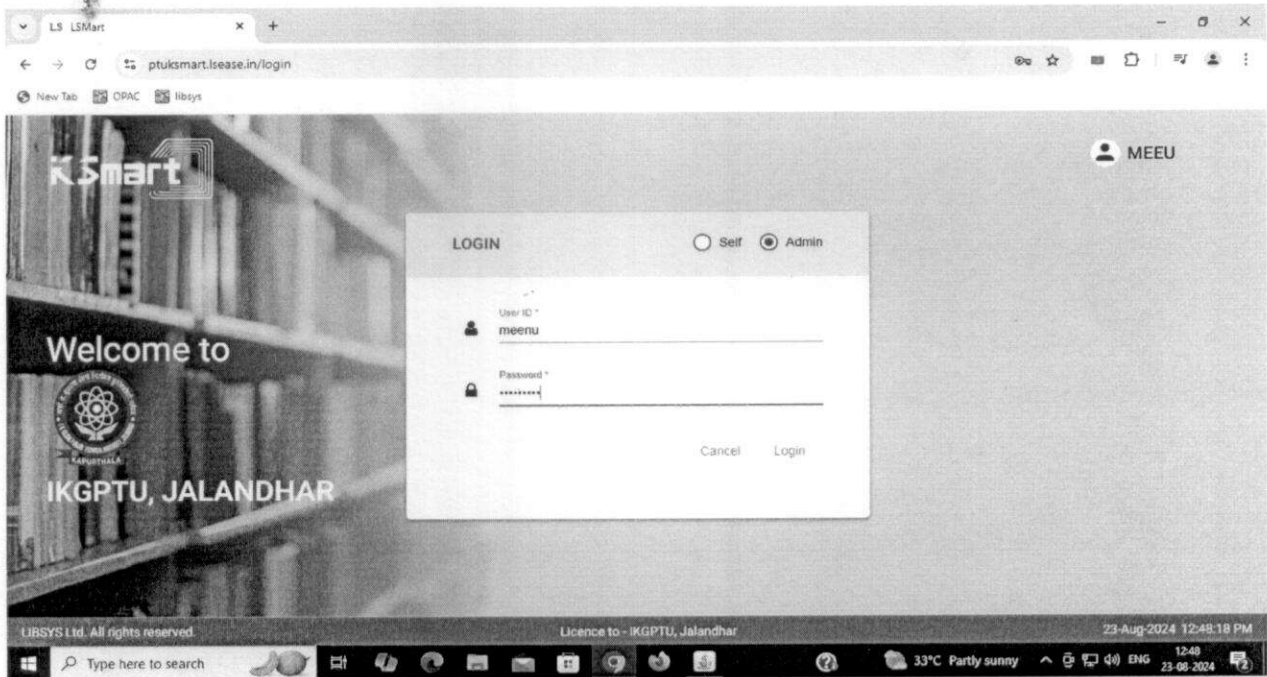 LS LSMart
ptuksmart.lsease.in/login
New Tab OPAC libsys
KSmart
MEEU
LOGIN Self Admin
User ID *
meenu
Password *
Welcome to
KAPURTHALA
Cancel Login
IKGPTU, JALANDHAR
LIBSYS Ltd. All rights reserved. Licence to - IKGPTU, Jalandhar 23-Aug-2024 12:48:18 PM
Type here to search 33°C Partly sunny ENG 12:48
23-08-2024
2